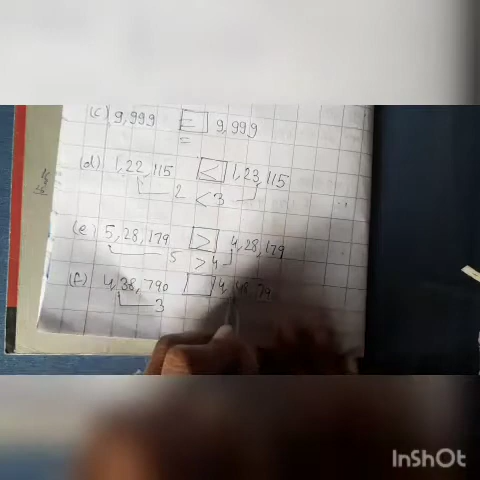 (c) 9,999 = 9,999
=
(d) 1,22,115 < 1,23,115
2 < 3
(e) 5,28,179 > 4,28,179
5 > 4
(f) 4,38,790
3
InShOt